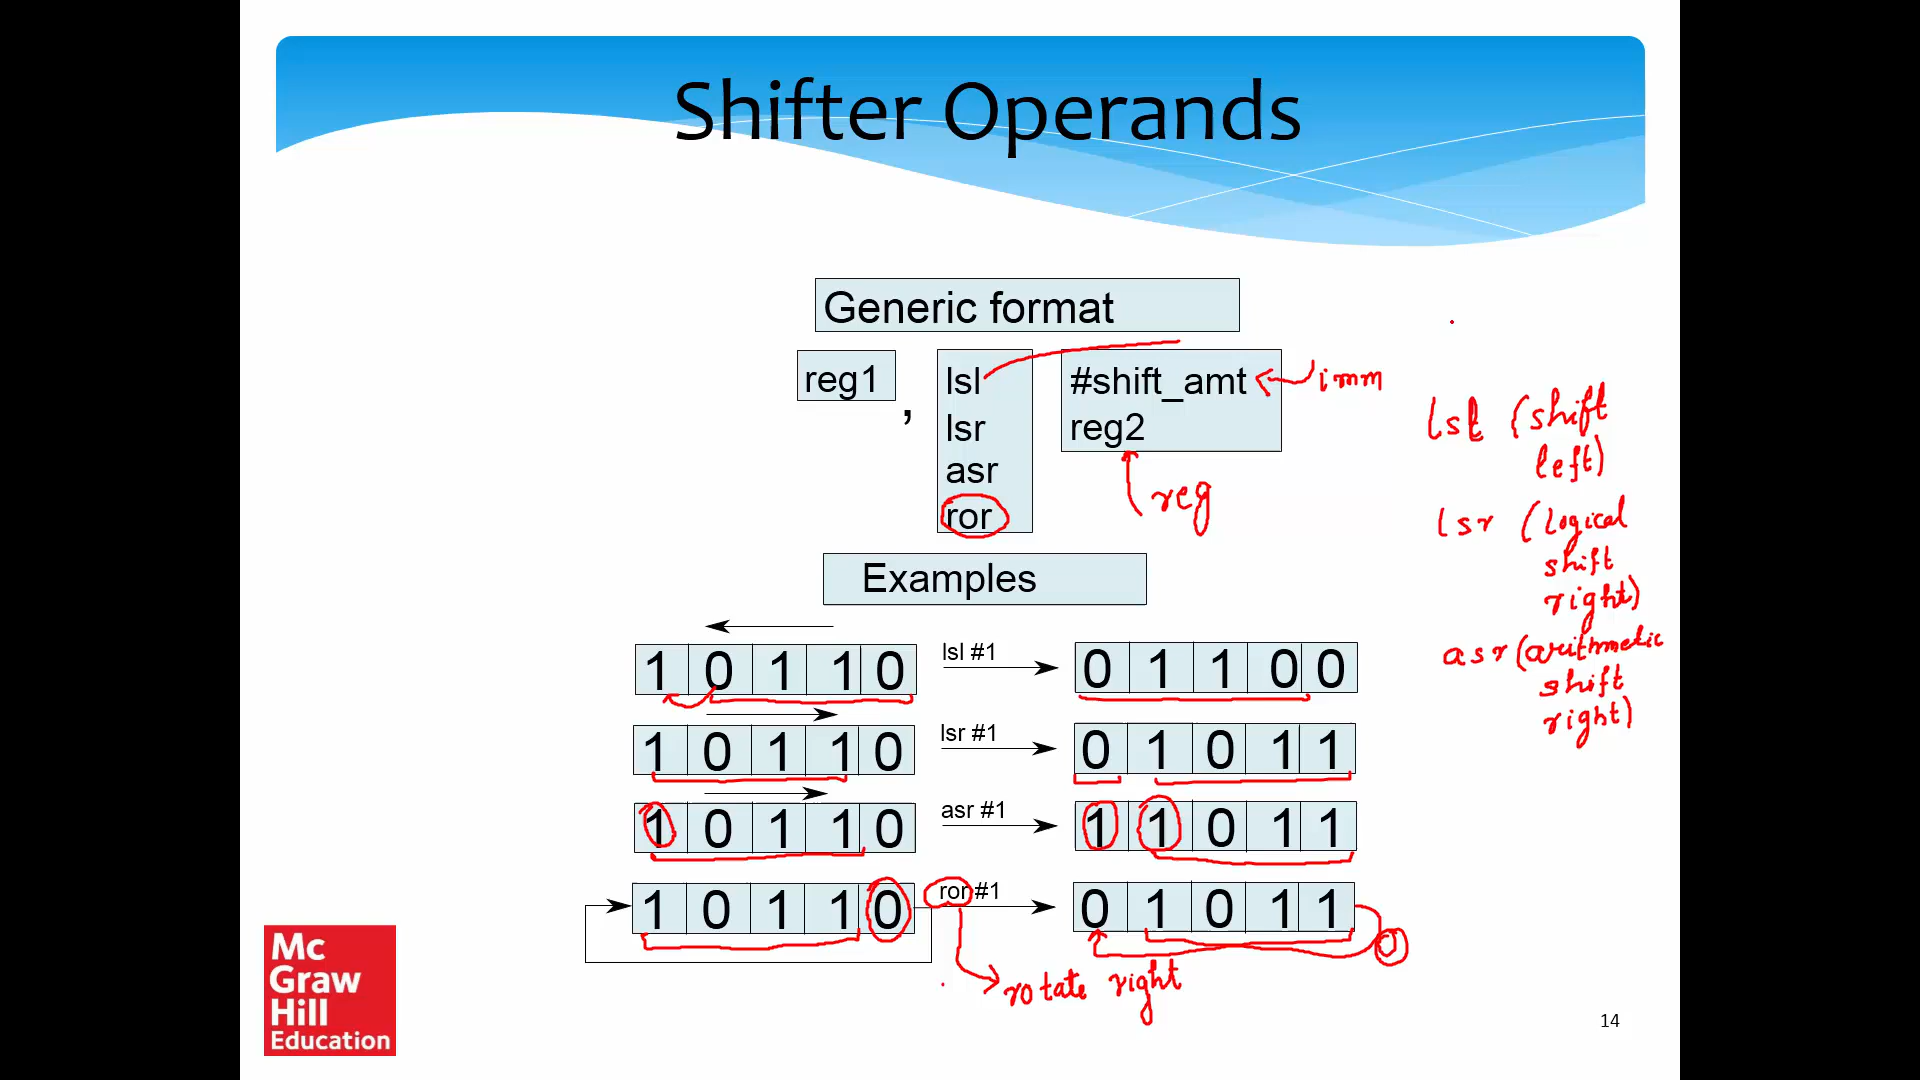 Shifter Operands
Generic format
reg1 , lsl #shift_amt imm
lsr reg2
asr
ror
reg
lsl (shift
left)
lsr (logical
shift
right)
asr (arithmetic
shift
right)
Examples
1 0 1 1 0 lsl #1 0 1 1 0 0
1 0 1 1 0 lsr #1 0 1 0 1 1
1 0 1 1 0 asr #1 1 1 0 1 1
1 0 1 1 0 ror #1 0 1 0 1 1
0
rotate right
Mc
Graw
Hill
Education
14